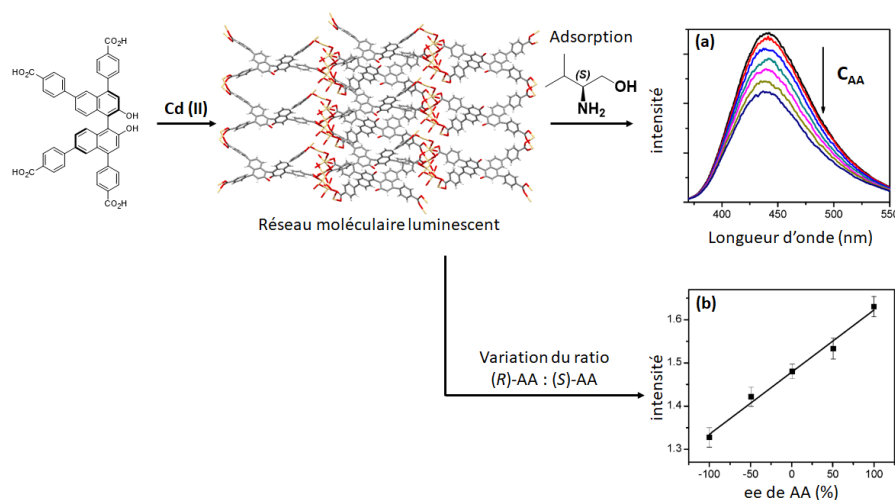 CO₂H
HO₂C
OH
OH
HO₂C
CO₂H
Cd (II)
Réseau moléculaire luminescent
Adsorption
(S)
OH
NH₂
(a)
C_AA
intensité
400
450
500
550
Longueur d'onde (nm)
Variation du ratio
(R)-AA : (S)-AA
(b)
intensité
1.6
1.5
1.4
1.3
-100
-50
0
50
100
ee de AA (%)